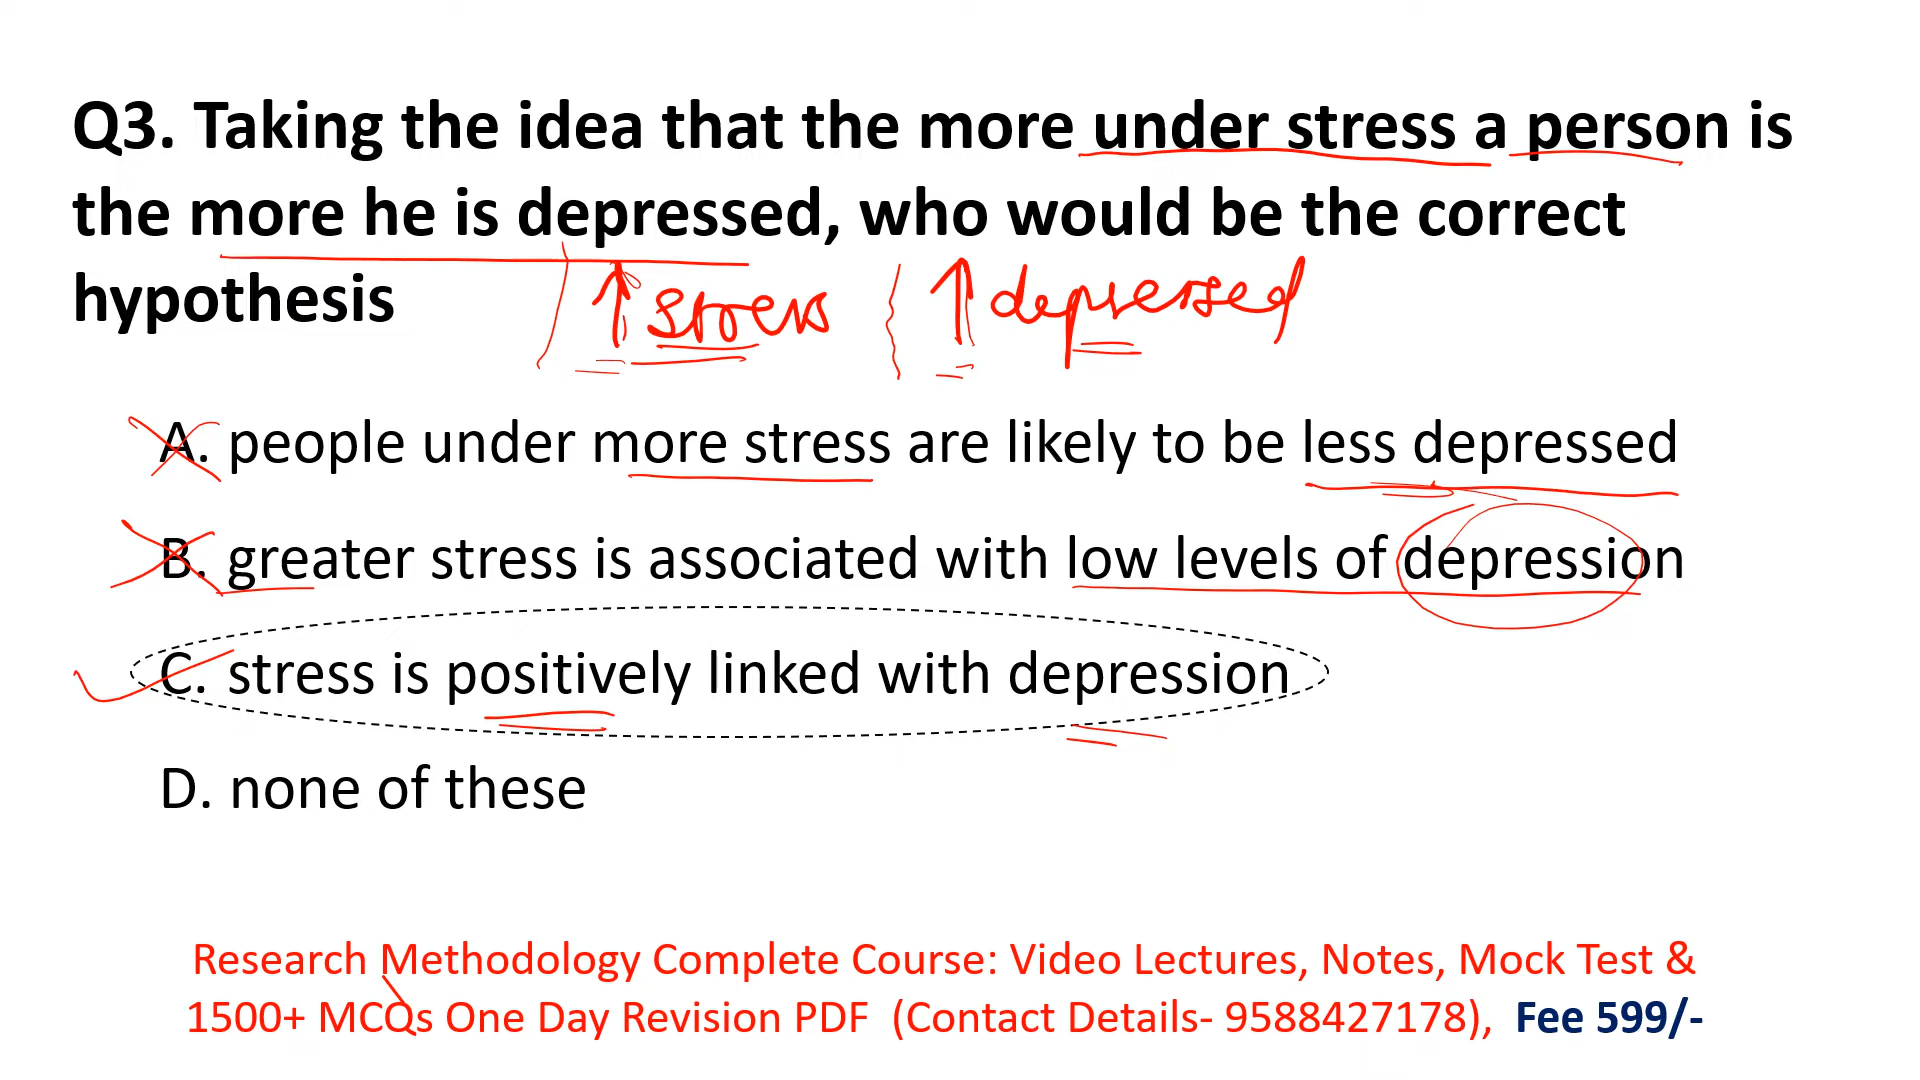 Q3. Taking the idea that the more under stress a person is
the more he is depressed, who would be the correct
hypothesis
↑ stress ↑ depressed
A. people under more stress are likely to be less depressed
B. greater stress is associated with low levels of depression
C. stress is positively linked with depression
D. none of these
Research Methodology Complete Course: Video Lectures, Notes, Mock Test &
1500+ MCQs One Day Revision PDF (Contact Details- 9588427178), Fee 599/-